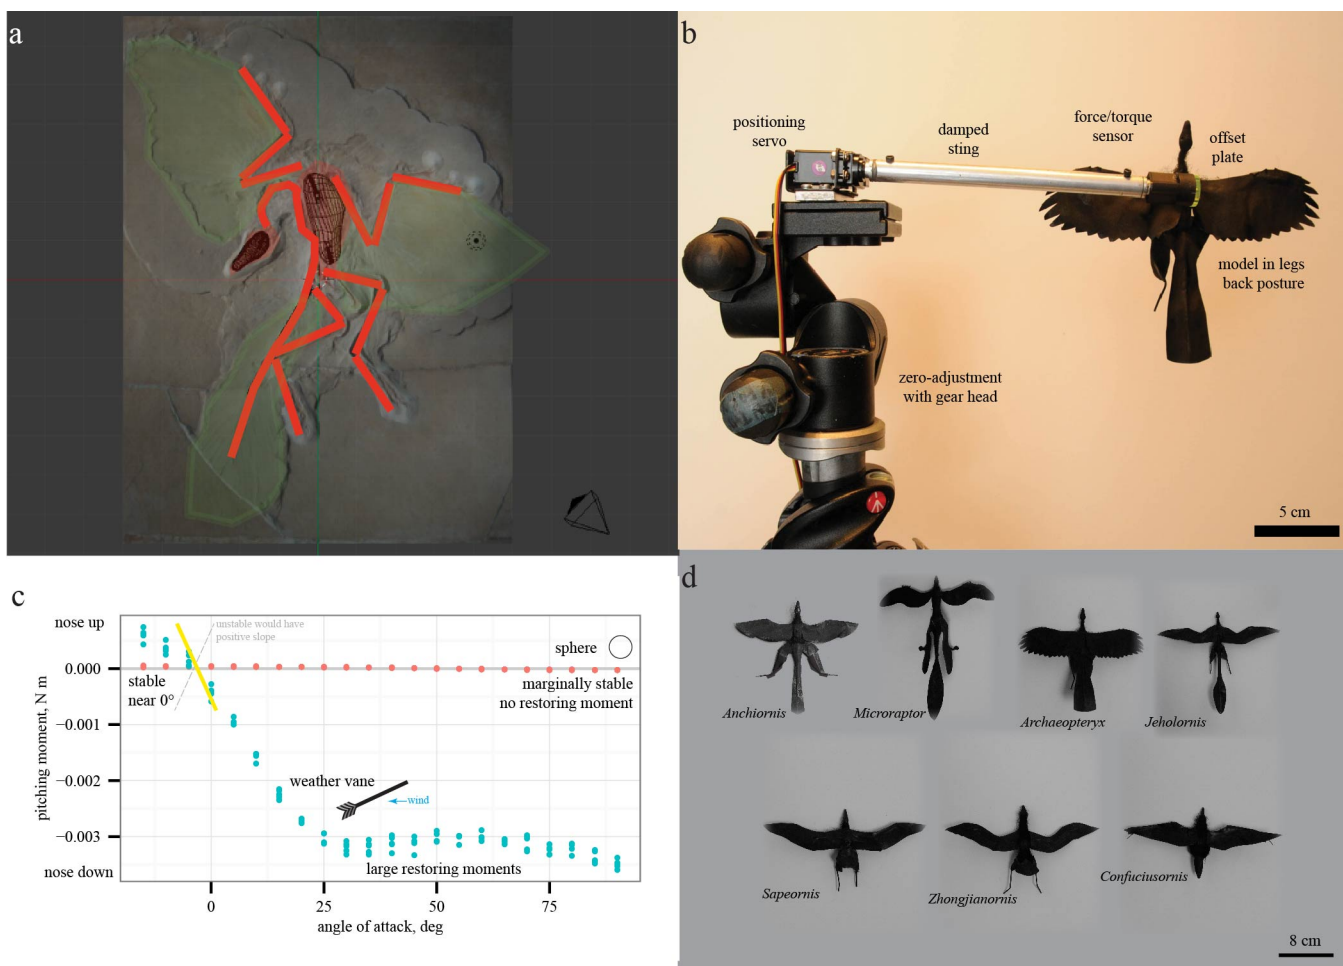 a
b
positioning
servo
damped
sting
force/torque
sensor
offset
plate
model in legs
back posture
zero-adjustment
with gear head
5 cm
c
nose up
0.000
−0.001
−0.002
−0.003
nose down
pitching moment, N m
unstable would have
positive slope
sphere
stable
near 0°
marginally stable
no restoring moment
weather vane
wind
large restoring moments
0
25
50
75
angle of attack, deg
d
Anchiornis
Microraptor
Archaeopteryx
Jeholornis
Sapeornis
Zhongjianornis
Confuciusornis
8 cm